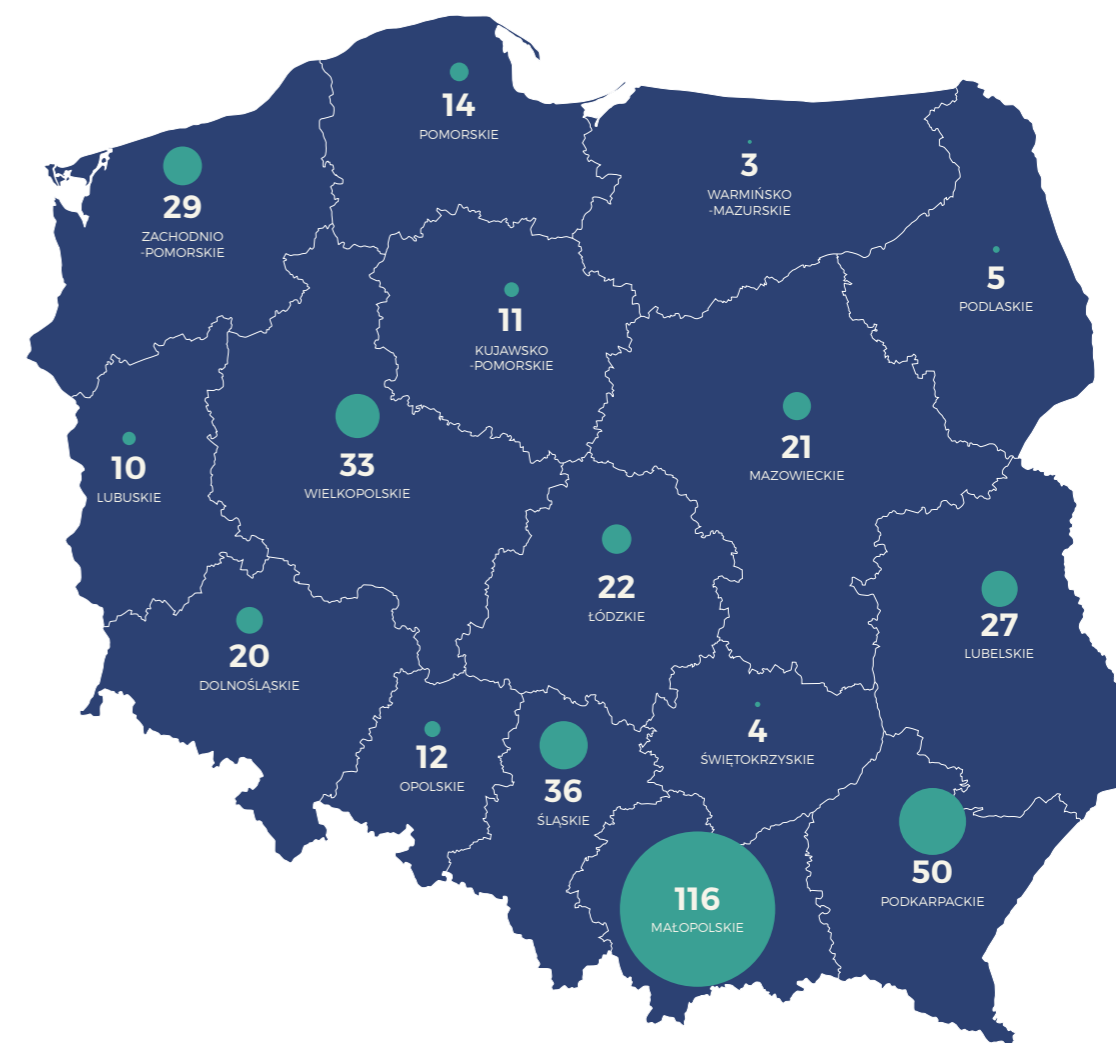 14
POMORSKIE
3
WARMIŃSKO
-MAZURSKIE
29
ZACHODNIO
-POMORSKIE
5
PODLASKIE
11
KUJAWSKO
-POMORSKIE
21
MAZOWIECKIE
33
WIELKOPOLSKIE
10
LUBUSKIE
22
ŁÓDZKIE
27
LUBELSKIE
20
DOLNOŚLĄSKIE
4
ŚWIĘTOKRZYSKIE
12
OPOLSKIE
36
ŚLĄSKIE
50
PODKARPACKIE
116
MAŁOPOLSKIE